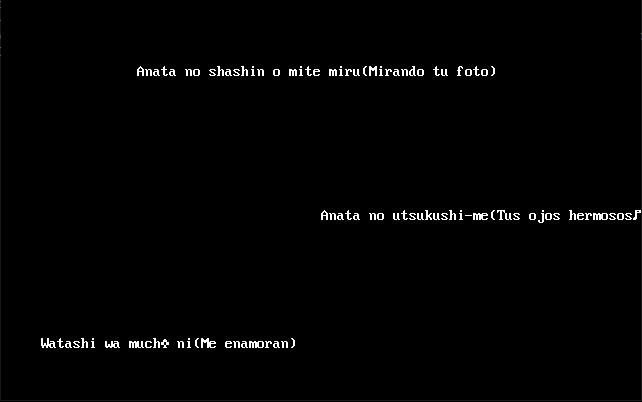 Anata no shashin o mite miru(Mirando tu foto)
Anata no utsukushi-me(Tus ojos hermosos♪
Watashi wa much� ni(Me enamoran)